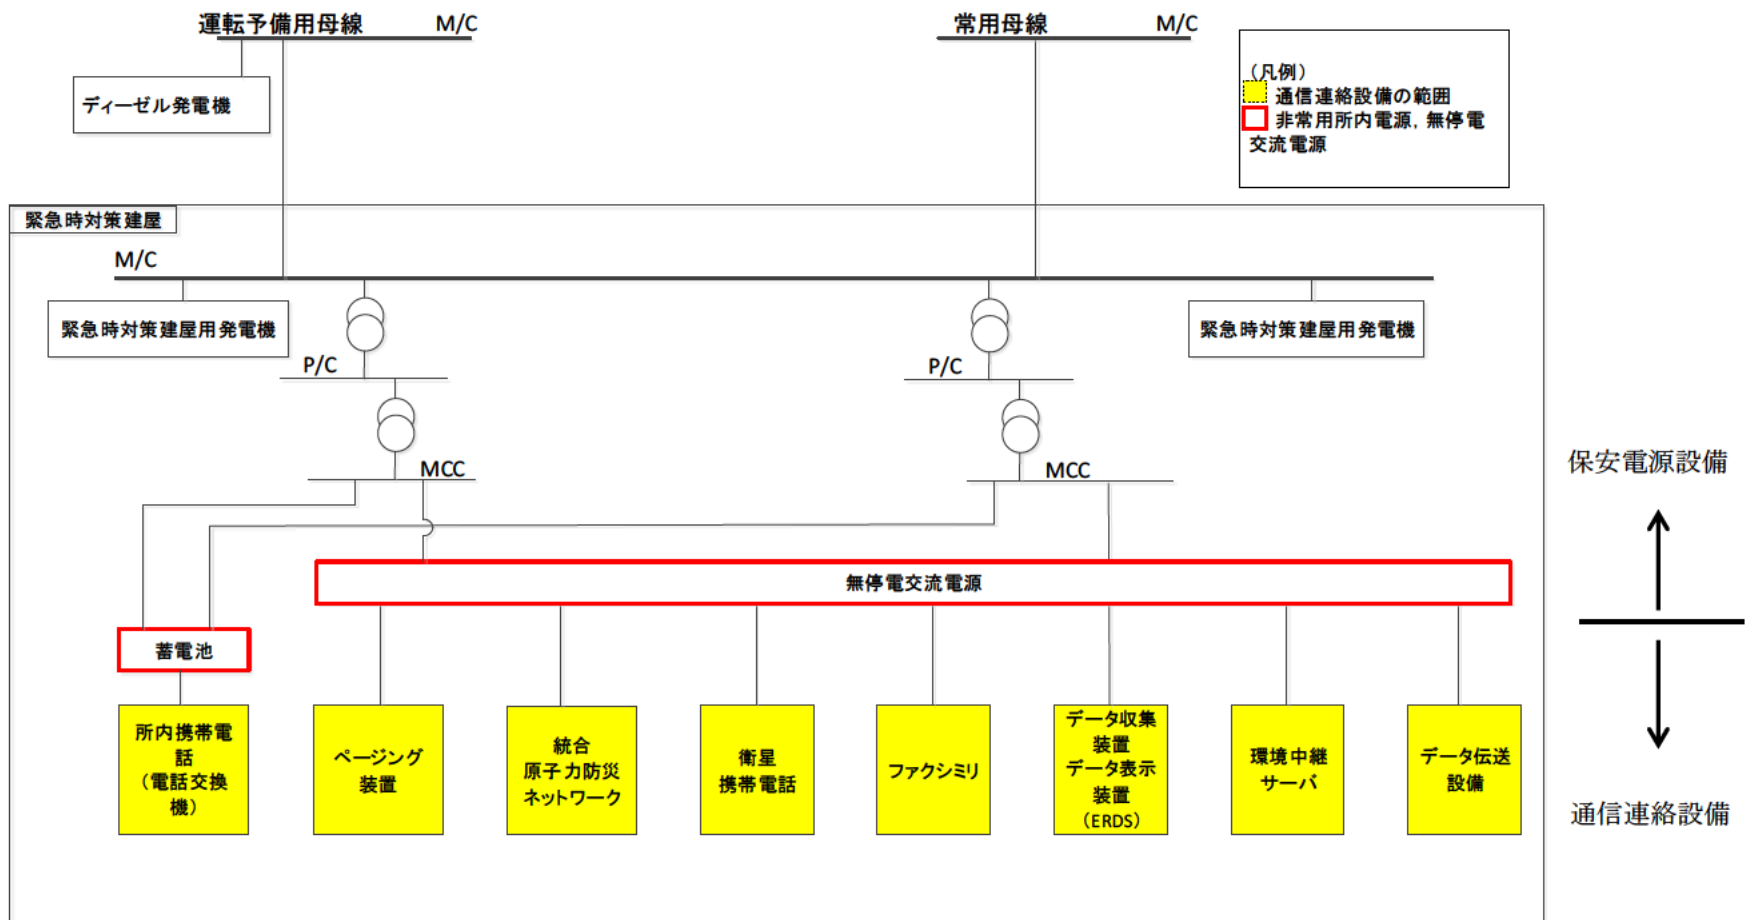 運転予備用母線 M/C
常用母線 M/C
ディーゼル発電機
(凡例)
通信連絡設備の範囲
非常用所内電源,無停電
交流電源
緊急時対策建屋
M/C
緊急時対策建屋用発電機
緊急時対策建屋用発電機
P/C
P/C
MCC
MCC
保安電源設備
無停電交流電源
蓄電池
所内携帯電
話
(電話交換
機)
ページング
装置
統合
原子力防災
ネットワーク
衛星
携帯電話
ファクシミリ
データ収集
装置
データ表示
装置
(ERDS)
環境中継
サーバ
データ伝送
設備
通信連絡設備